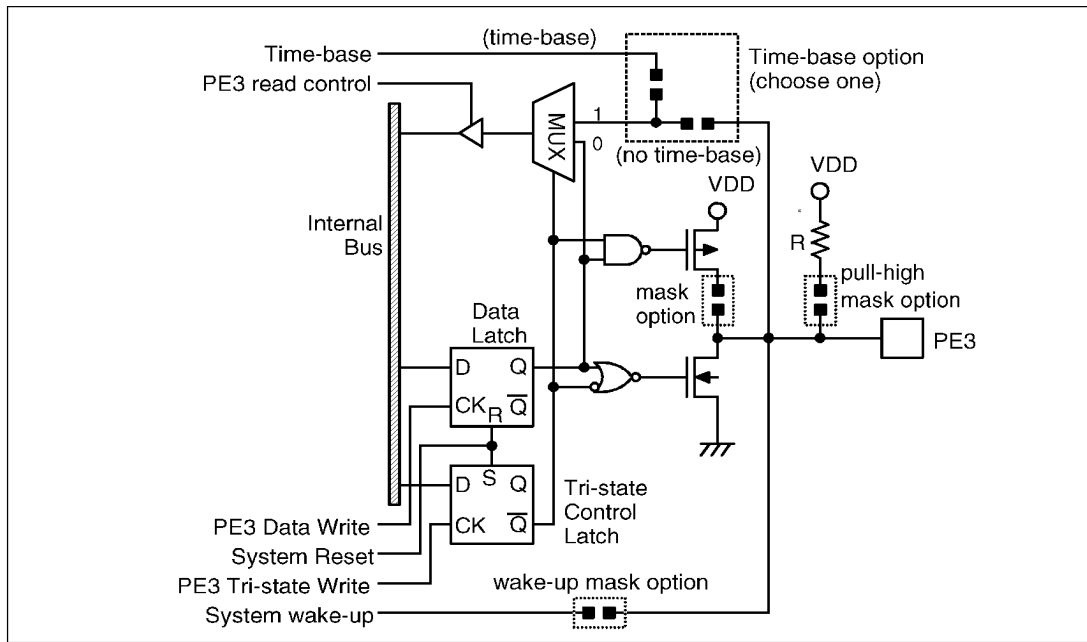 (time-base)
Time-base
Time-base option
(choose one)
PE3 read control
MUX
1
0
(no time-base)
VDD
VDD
Internal
Bus
R
mask
option
pull-high
mask option
Data
Latch
PE3
D
Q
CK
R
Q
S
D
Q
CK
Q
Tri-state
Control
Latch
PE3 Data Write
System Reset
PE3 Tri-state Write
wake-up mask option
System wake-up